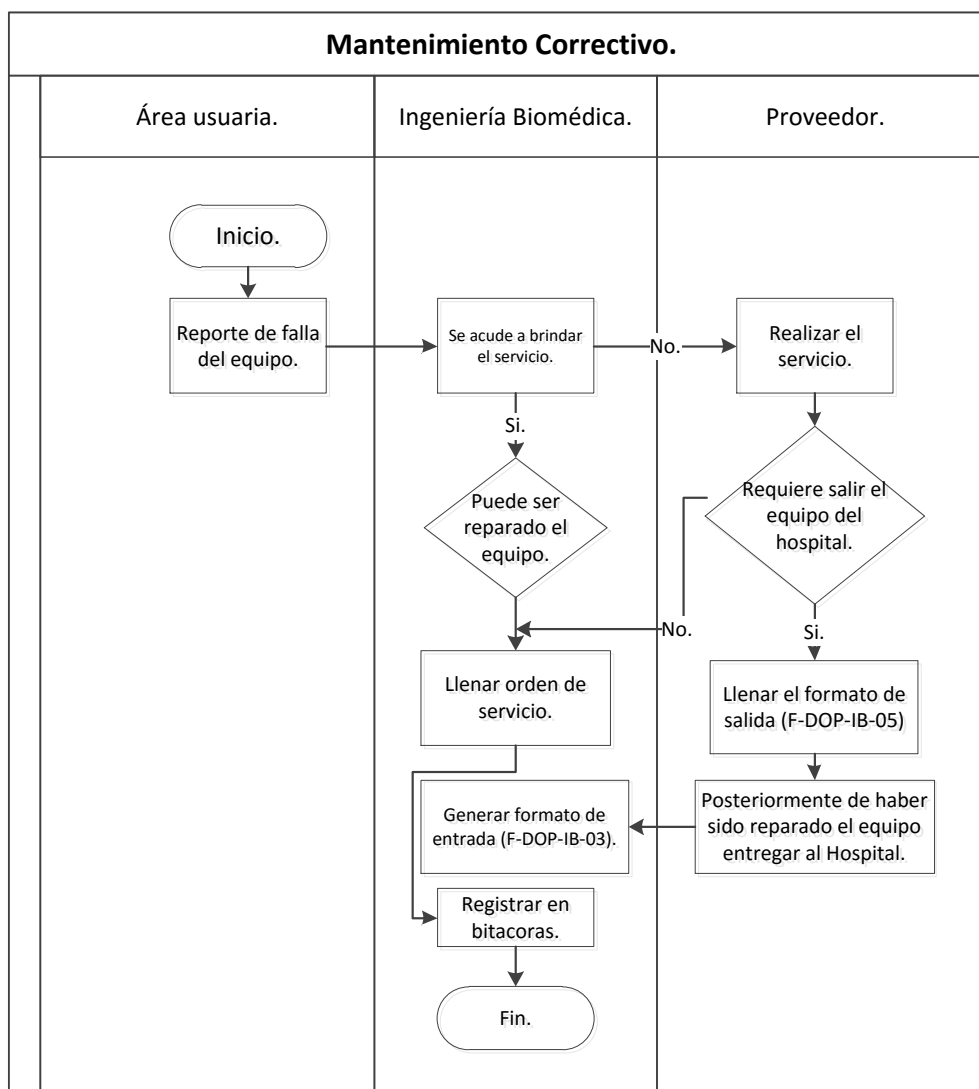 Mantenimiento Correctivo.
Área usuaria.
Ingeniería Biomédica.
Proveedor.
Inicio.
Reporte de falla
del equipo.
Se acude a brindar
el servicio.
No.
Realizar el
servicio.
Si.
Puede ser
reparado el
equipo.
Requiere salir el
equipo del
hospital.
No.
Si.
Llenar orden de
servicio.
Llenar el formato de
salida (F-DOP-IB-05)
Generar formato de
entrada (F-DOP-IB-03).
Posteriormente de haber
sido reparado el equipo
entregar al Hospital.
Registrar en
bitacoras.
Fin.